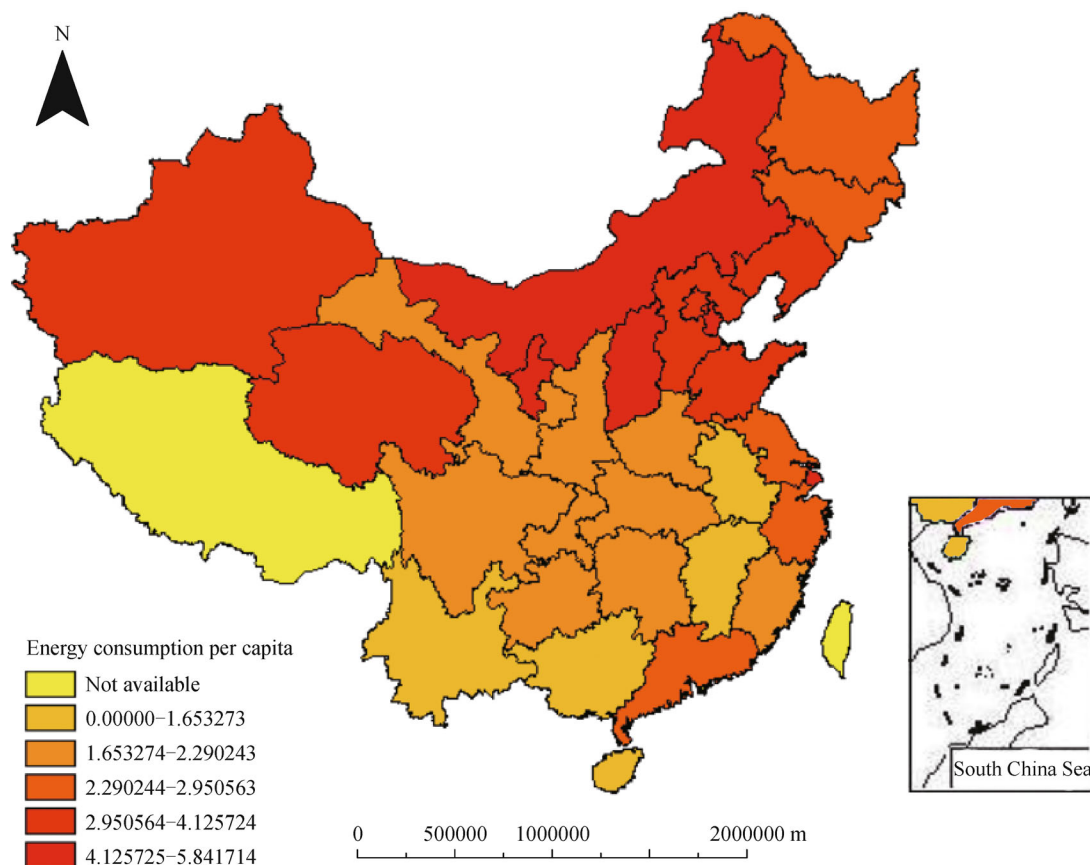 N
Energy consumption per capita
Not available
0.00000−1.653273
1.653274−2.290243
2.290244−2.950563
2.950564−4.125724
4.125725−5.841714
0 500000 1000000 2000000 m
South China Sea